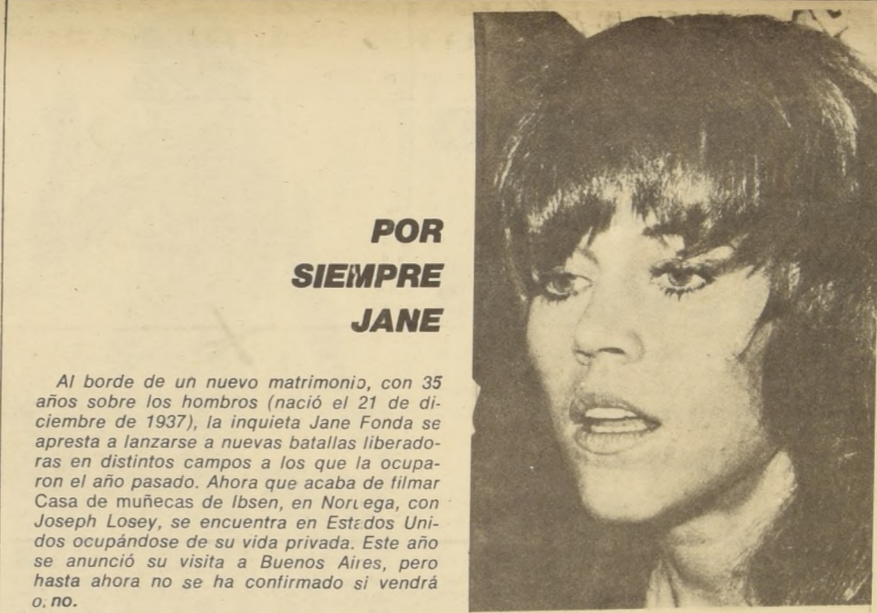 POR
SIEMPRE
JANE
Al borde de un nuevo matrimonio, con 35
años sobre los hombros (nació el 21 de di-
ciembre de 1937), la inquieta Jane Fonda se
apresta a lanzarse a nuevas batallas liberado-
ras en distintos campos a los que la ocupa-
ron el año pasado. Ahora que acaba de filmar
Casa de muñecas de Ibsen, en Noruega, con
Joseph Losey, se encuentra en Estados Uni-
dos ocupándose de su vida privada. Este año
se anunció su visita a Buenos Aires, pero
hasta ahora no se ha confirmado si vendrá
o no.